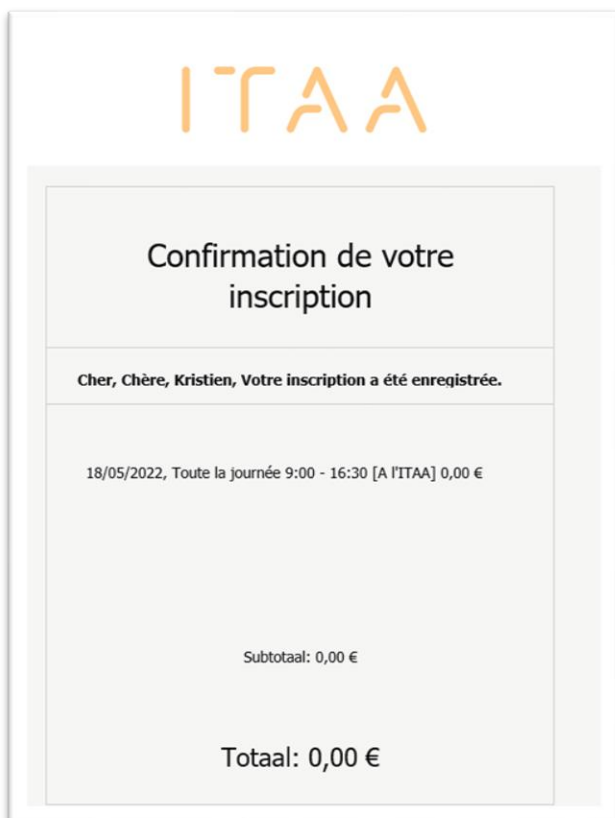 ITAA
Confirmation de votre
inscription
Cher, Chère, Kristien, Votre inscription a été enregistrée.
18/05/2022, Toute la journée 9:00 - 16:30 [A l'ITAA] 0,00 €
Subtotaal: 0,00 €
Totaal: 0,00 €